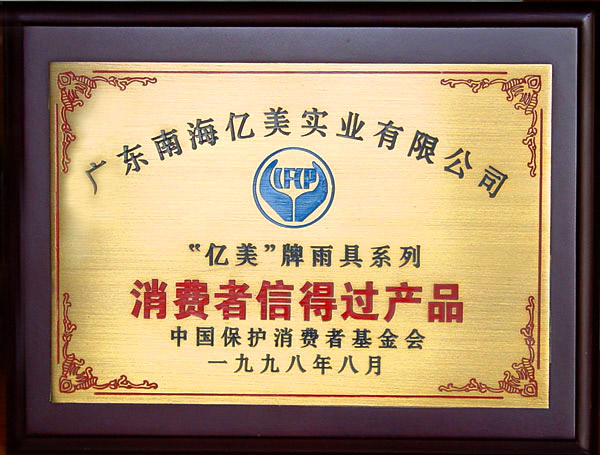 广东南海亿美实业有限公司
“亿美”牌雨具系列
消费者信得过产品
中国保护消费者基金会
一九九八年八月